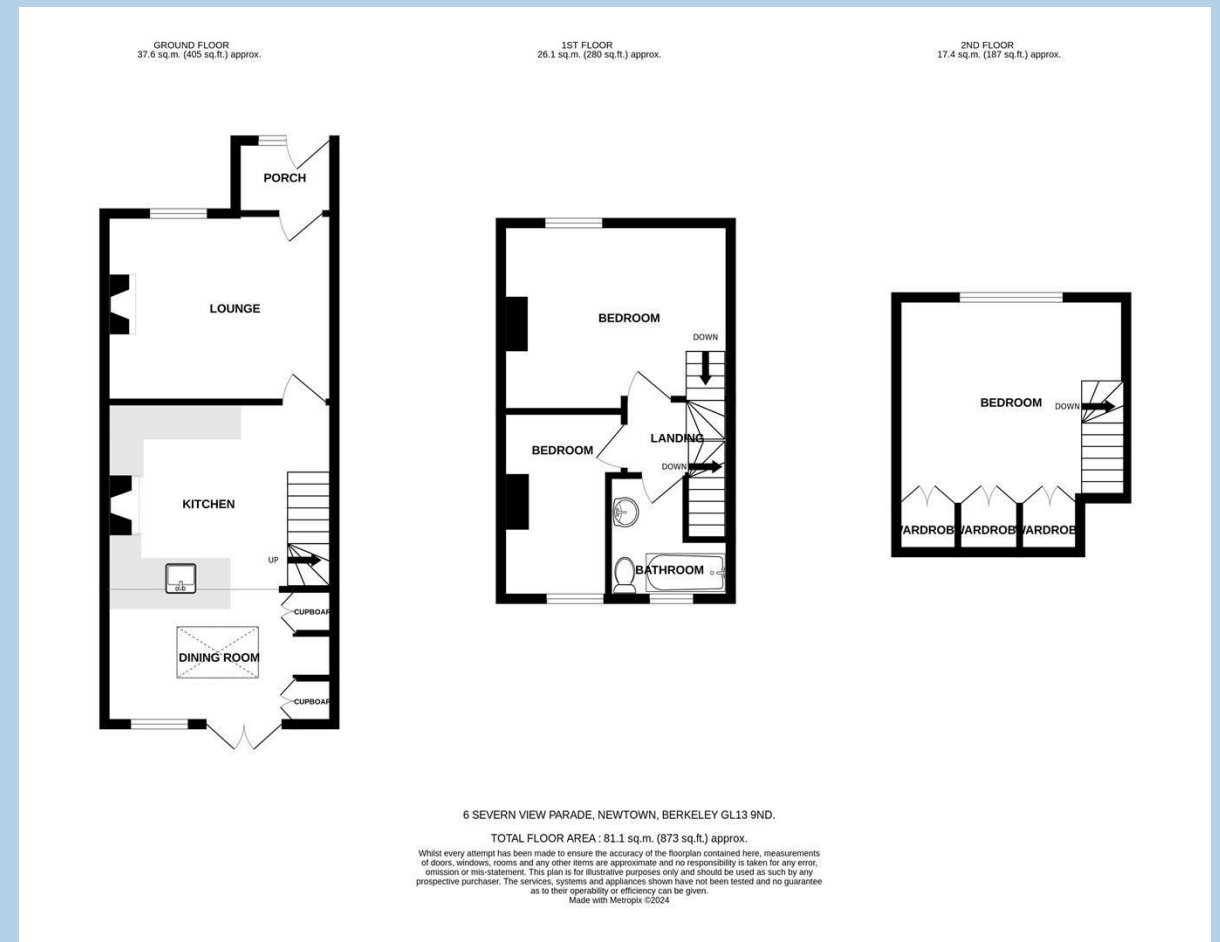 GROUND FLOOR
37.6 sq.m. (405 sq.ft.) approx.
1ST FLOOR
26.1 sq.m. (280 sq.ft.) approx.
2ND FLOOR
17.4 sq.m. (187 sq.ft.) approx.
PORCH
LOUNGE
KITCHEN
UP
CUPBOAR
DINING ROOM
CUPBOAR
BEDROOM
DOWN
LANDING
BEDROOM
DOWN
BATHROOM
BEDROOM
DOWN
WARDROB
WARDROB
WARDROB
6 SEVERN VIEW PARADE, NEWTOWN, BERKELEY GL13 9ND.
TOTAL FLOOR AREA : 81.1 sq.m. (873 sq.ft.) approx.
Whilst every attempt has been made to ensure the accuracy of the floorplan contained here, measurements
of doors, windows, rooms and any other items are approximate and no responsibility is taken for any error,
omission or mis-statement. This plan is for illustrative purposes only and should be used as such by any
prospective purchaser. The services, systems and appliances shown have not been tested and no guarantee
as to their operability or efficiency can be given.
Made with Metropix ©2024